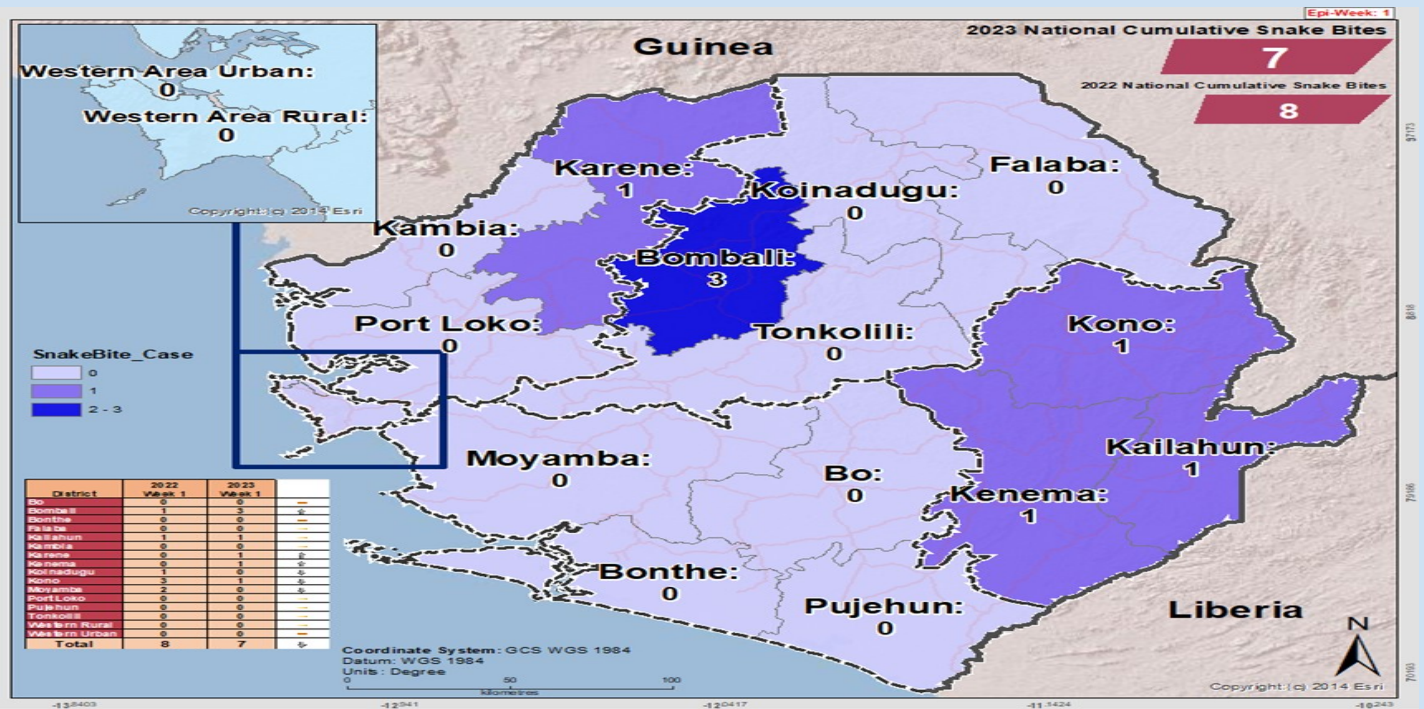 Epi-Week: 1
2023 National Cumulative Snake Bites
7
2022 National Cumulative Snake Bites
8
Guinea
Western Area Urban:
0
Western Area Rural:
0
Copyright:(c) 2014 Esri
Karene:
1
Falaba:
0
Koinadugu:
0
Kambia:
0
Bombali:
3
Port Loko:
0
Tonkolili:
0
Kono:
1
SnakeBite_Case
0
1
2 - 3
Moyamba:
0
Bo:
0
Kailahun:
1
Kenema:
1
Bonthe:
0
Pujehun:
0
Liberia
N
District 2022 Week 1 2023 Week 1
Bo 0 0
Bombali 1 3
Bonthe 0 0
Falaba 0 0
Kailahun 1 1
Kambia 0 0
Karene 0 1
Kenema 0 1
Koinadugu 1 0
Kono 3 1
Moyamba 2 0
Port Loko 0 0
Pujehun 0 0
Tonkolili 0 0
Western Rural 0 0
Western Urban 0 0
Total 8 7
Coordinate System: GCS WGS 1984
Datum: WGS 1984
Units: Degree
0 50 100
kilometres
Copyright:(c) 2014 Esri